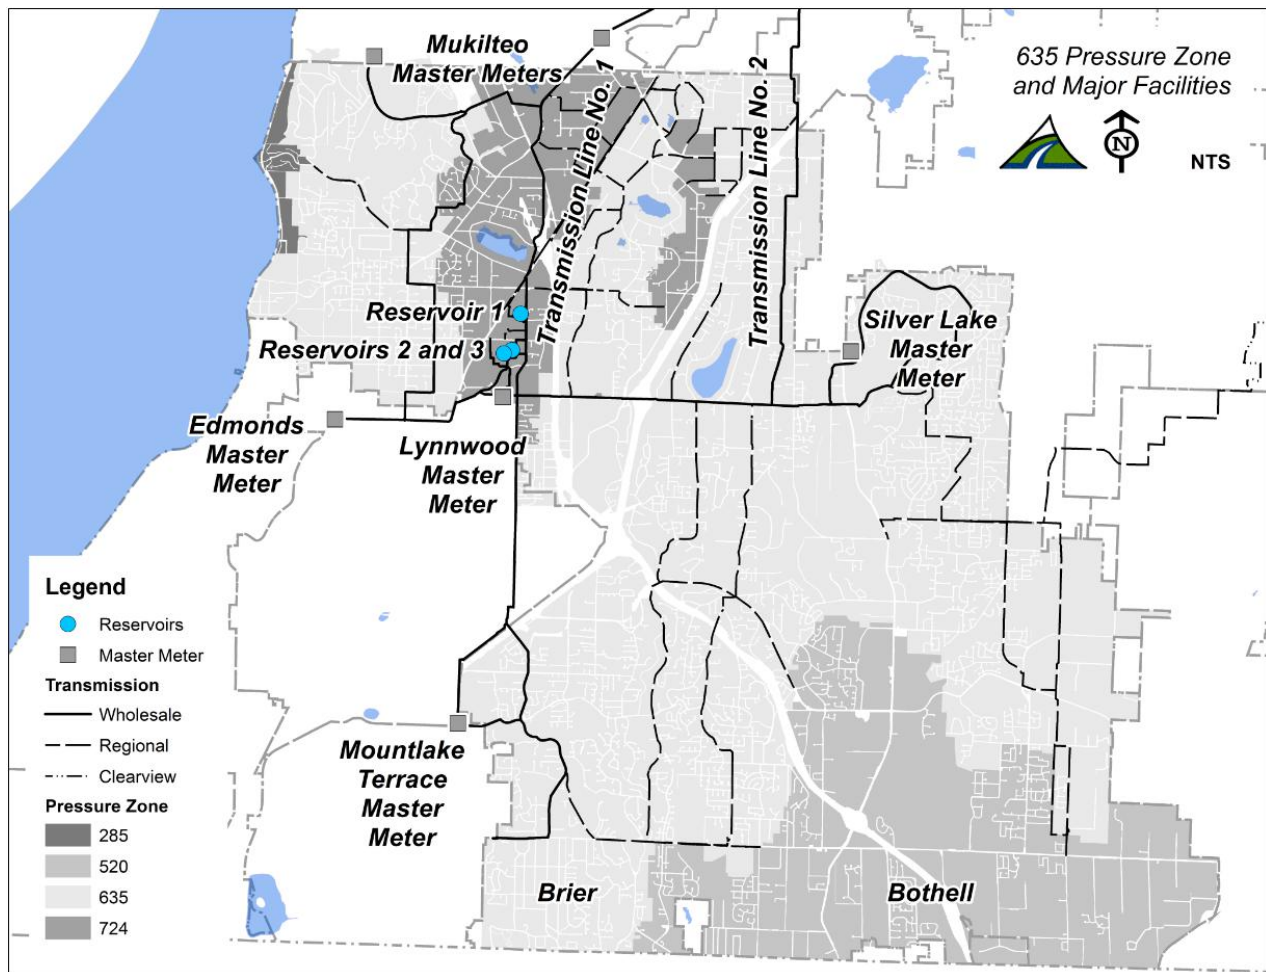 635 Pressure Zone
and Major Facilities
N
NTS
Mukilteo
Master Meters
Transmission Line No. 1
Transmission Line No. 2
Reservoir 1
Reservoirs 2 and 3
Silver Lake
Master
Meter
Edmonds
Master
Meter
Lynnwood
Master
Meter
Mountlake
Terrace
Master
Meter
Brier
Bothell
Legend
Reservoirs
Master Meter
Transmission
Wholesale
Regional
Clearview
Pressure Zone
285
520
635
724